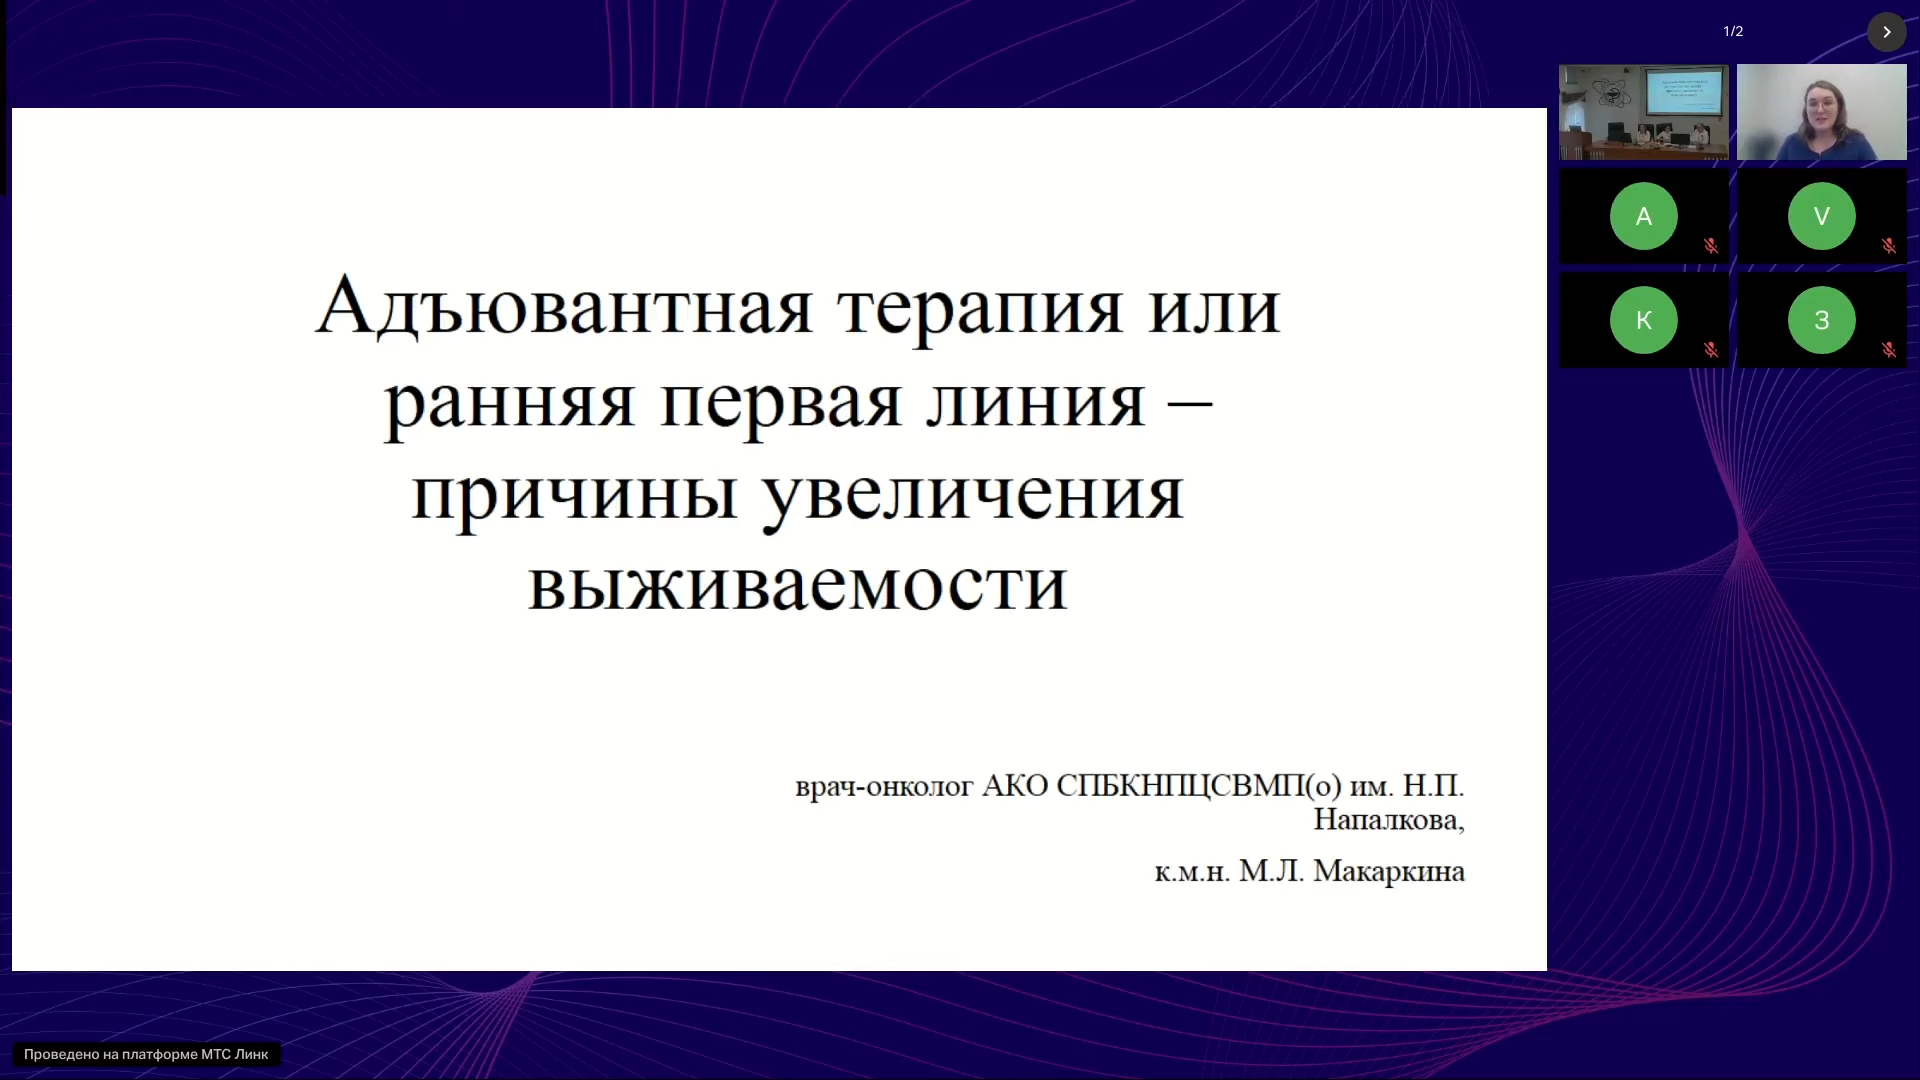 1/2
Адъювантная терапия или
ранняя первая линия –
причины увеличения
выживаемости
врач-онколог АКО СПБКНПЦСВМП(о) им. Н.П.
Напалкова,
к.м.н. М.Л. Макаркина
A
V
К
З
Проведено на платформе МТС Линк